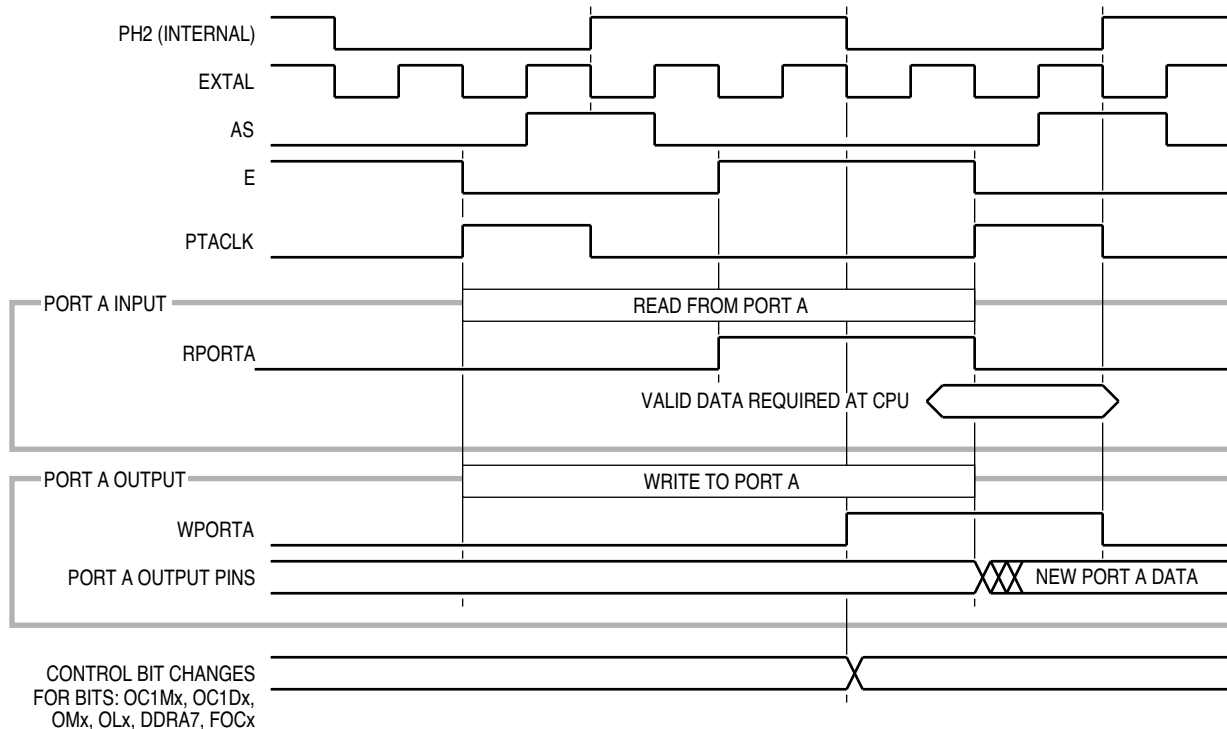 PH2 (INTERNAL)
EXTAL
AS
E
PTACLK
PORT A INPUT
READ FROM PORT A
RPORTA
VALID DATA REQUIRED AT CPU
PORT A OUTPUT
WRITE TO PORT A
WPORTA
PORT A OUTPUT PINS
NEW PORT A DATA
CONTROL BIT CHANGES
FOR BITS: OC1Mx, OC1Dx,
OMx, OLx, DDRA7, FOCx